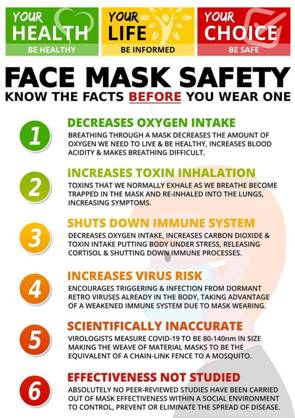 YOUR HEALTH
BE HEALTHY
YOUR LIFE
BE INFORMED
YOUR CHOICE
BE SAFE
FACE MASK SAFETY
KNOW THE FACTS BEFORE YOU WEAR ONE
1
DECREASES OXYGEN INTAKE
BREATHING THROUGH A MASK DECREASES THE AMOUNT OF
OXYGEN WE NEED TO LIVE & BE HEALTHY, INCREASES BLOOD
ACIDITY & MAKES BREATHING DIFFICULT.
2
INCREASES TOXIN INHALATION
TOXINS THAT WE NORMALLY EXHALE AS WE BREATHE BECOME
TRAPPED IN THE MASK AND RE-INHALED INTO THE LUNGS,
INCREASING SYMPTOMS.
3
SHUTS DOWN IMMUNE SYSTEM
DECREASES OXYGEN INTAKE, INCREASES CARBON DIOXIDE &
TOXIN INTAKE PUTTING BODY UNDER STRESS, RELEASING
CORTISOL & SHUTTING DOWN IMMUNE PROCESSES.
4
INCREASES VIRUS RISK
ENCOURAGES TRIGGERING & INFECTION FROM DORMANT
RETRO VIRUSES ALREADY IN THE BODY, TAKING ADVANTAGE
OF A WEAKENED IMMUNE SYSTEM DUE TO MASK WEARING.
5
SCIENTIFICALLY INACCURATE
VIROLOGISTS MEASURE COVID-19 TO BE 80-140nm IN SIZE
MAKING THE WEAVE OF MATERIAL MASKS TO BE THE
EQUIVALENT OF A CHAIN-LINK FENCE TO A MOSQUITO.
6
EFFECTIVENESS NOT STUDIED
ABSOLUTELY NO PEER-REVIEWED STUDIES HAVE BEEN CARRIED
OUT OF MASK EFFECTIVENESS WITHIN A SOCIAL ENVIRONMENT
TO CONTROL, PREVENT OR ELIMINATE THE SPREAD OF DISEASE.